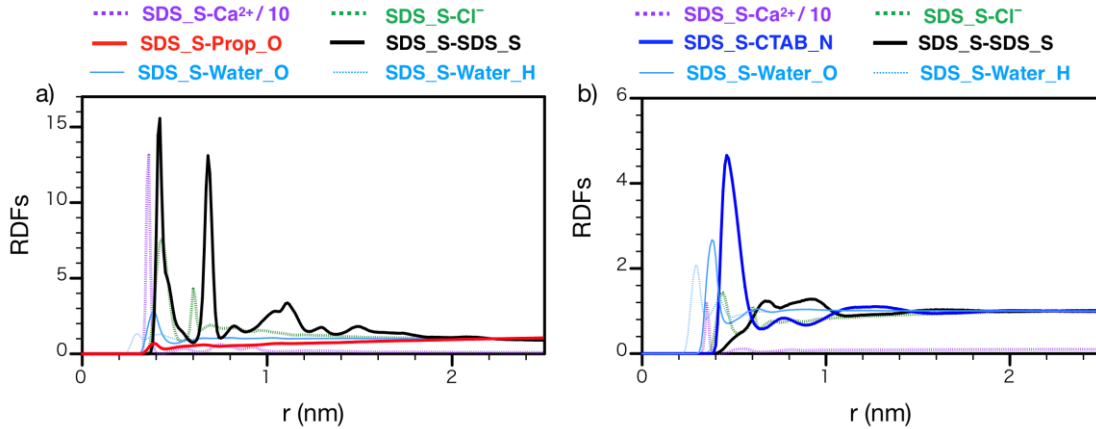 SDS_S-Ca²⁺/ 10 SDS_S-Cl⁻
SDS_S-Prop_O SDS_S-SDS_S
SDS_S-Water_O SDS_S-Water_H
a)
15
10
5
0
RDFs
0 1 2
r (nm)
SDS_S-Ca²⁺/ 10 SDS_S-Cl⁻
SDS_S-CTAB_N SDS_S-SDS_S
SDS_S-Water_O SDS_S-Water_H
b)
6
4
2
0
RDFs
0 1 2
r (nm)